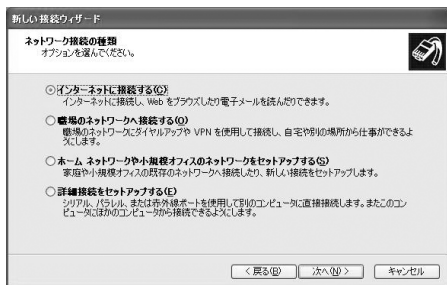 新しい接続ウィザード
ネットワーク接続の種類
オプションを選んでください。
インターネットに接続する(C)
インターネットに接続し、Web をブラウズしたり電子メールを読んだりできます。
職場のネットワークへ接続する(O)
職場のネットワークにダイヤルアップや VPN を使用して接続し、自宅や別の場所から仕事ができるよ
うにします。
ホーム ネットワークや小規模オフィスのネットワークをセットアップする(S)
家庭や小規模オフィスの既存のネットワークへ接続したり、新しい接続をセットアップします。
詳細接続をセットアップする(E)
シリアル、パラレル、または赤外線ポートを使用して別のコンピュータに直接接続します。またこのコン
ピュータにほかのコンピュータから接続できるようにします。
< 戻る(B) 次へ(N) > キャンセル